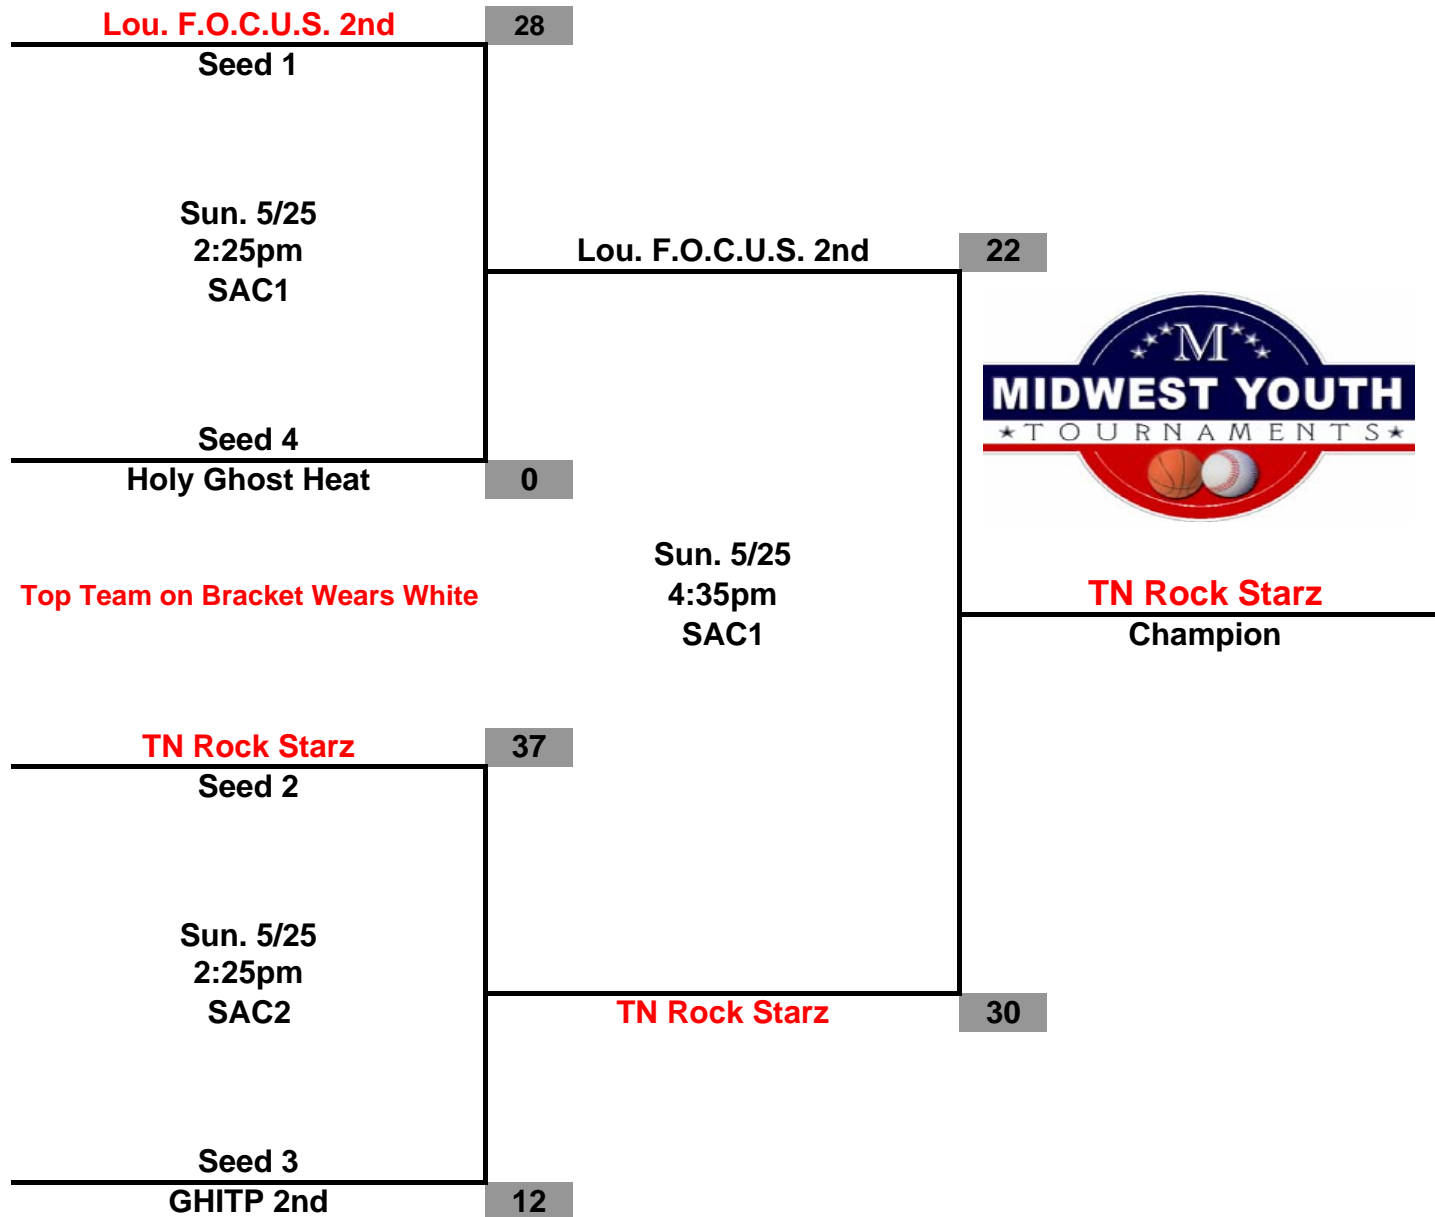 Lou. F.O.C.U.S. 2nd 28
Seed 1
Sun. 5/25
2:25pm
SAC1
Seed 4
Holy Ghost Heat 0
Lou. F.O.C.U.S. 2nd 22
M
MIDWEST YOUTH
TOURNAMENTS
Top Team on Bracket Wears White
Sun. 5/25
4:35pm
SAC1
TN Rock Starz
Champion
TN Rock Starz 37
Seed 2
Sun. 5/25
2:25pm
SAC2
TN Rock Starz 30
Seed 3
GHITP 2nd 12